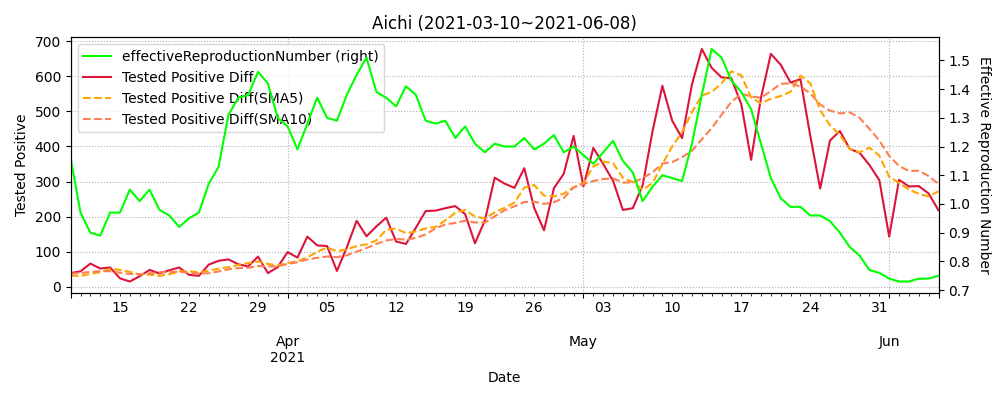 Aichi (2021-03-10~2021-06-08)
effectiveReproductionNumber (right)
Tested Positive Diff
Tested Positive Diff(SMA5)
Tested Positive Diff(SMA10)
Tested Positive
700
600
500
400
300
200
100
0
1.5
1.4
1.3
1.2
1.1
1.0
0.9
0.8
0.7
Effective Reproduction Number
15 22 29 05 12 19 26 03 10 17 24 31
Apr May Jun
2021
Date